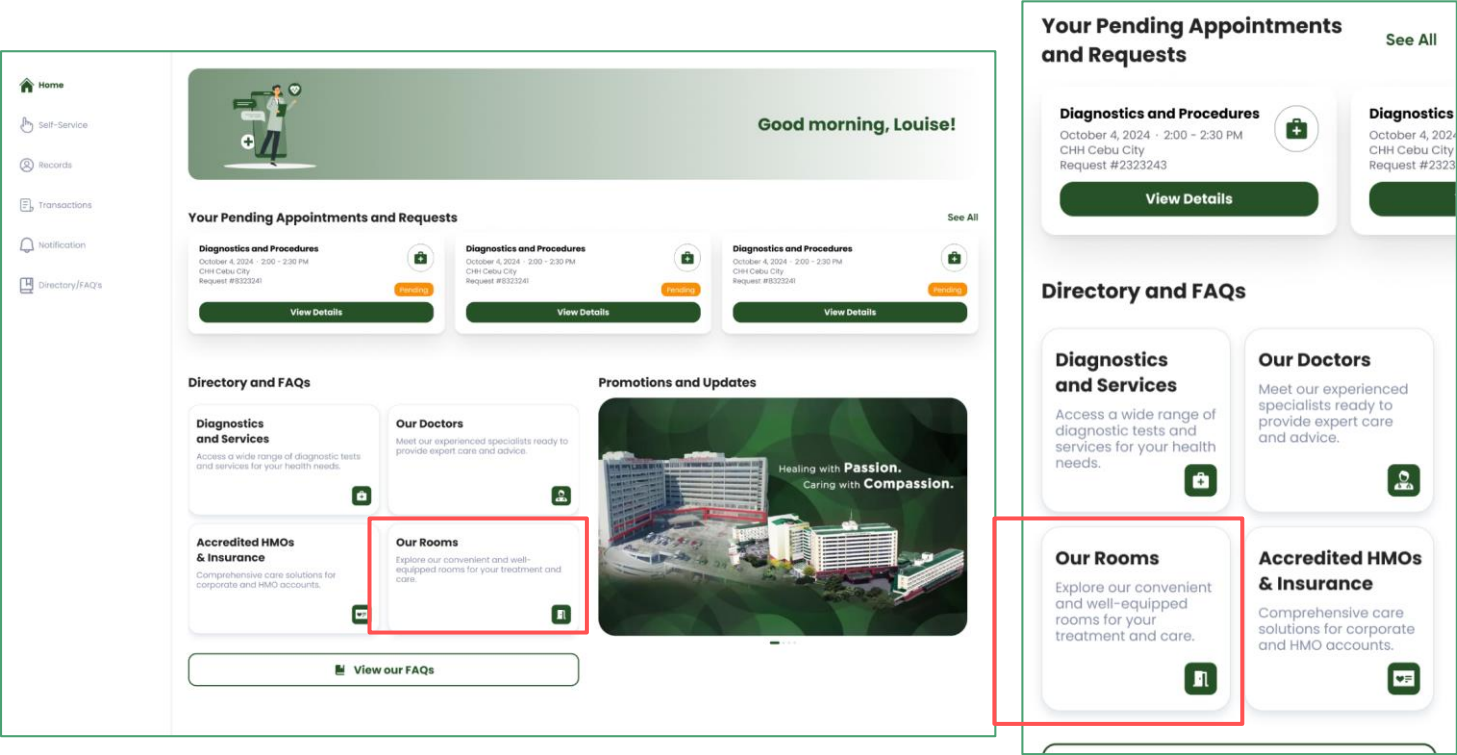 Home
Self-Service
Records
Transactions
Notification
Directory/FAQ's
Good morning, Louise!
Your Pending Appointments and Requests
See All
Diagnostics and Procedures
October 4, 2024 · 2:00 - 2:30 PM
CHH Cebu City
Request #8323241
Pending
View Details
Diagnostics and Procedures
October 4, 2024 · 2:00 - 2:30 PM
CHH Cebu City
Request #8323241
Pending
View Details
Diagnostics and Procedures
October 4, 2024 · 2:00 - 2:30 PM
CHH Cebu City
Request #8323241
Pending
View Details
Directory and FAQs
Diagnostics
and Services
Access a wide range of diagnostic tests
and services for your health needs.
Our Doctors
Meet our experienced specialists ready to
provide expert care and advice.
Accredited HMOs
& Insurance
Comprehensive care solutions for
corporate and HMO accounts.
Our Rooms
Explore our convenient and well-
equipped rooms for your treatment and
care.
View our FAQs
Promotions and Updates
Healing with Passion.
Caring with Compassion.
Your Pending Appointments
and Requests
See All
Diagnostics and Procedures
October 4, 2024 · 2:00 - 2:30 PM
CHH Cebu City
Request #2323243
View Details
Diagnostics
October 4, 2024
CHH Cebu City
Request #2323
Directory and FAQs
Diagnostics
and Services
Access a wide range of
diagnostic tests and
services for your health
needs.
Our Doctors
Meet our experienced
specialists ready to
provide expert care
and advice.
Our Rooms
Explore our convenient
and well-equipped
rooms for your
treatment and care.
Accredited HMOs
& Insurance
Comprehensive care
solutions for corporate
and HMO accounts.